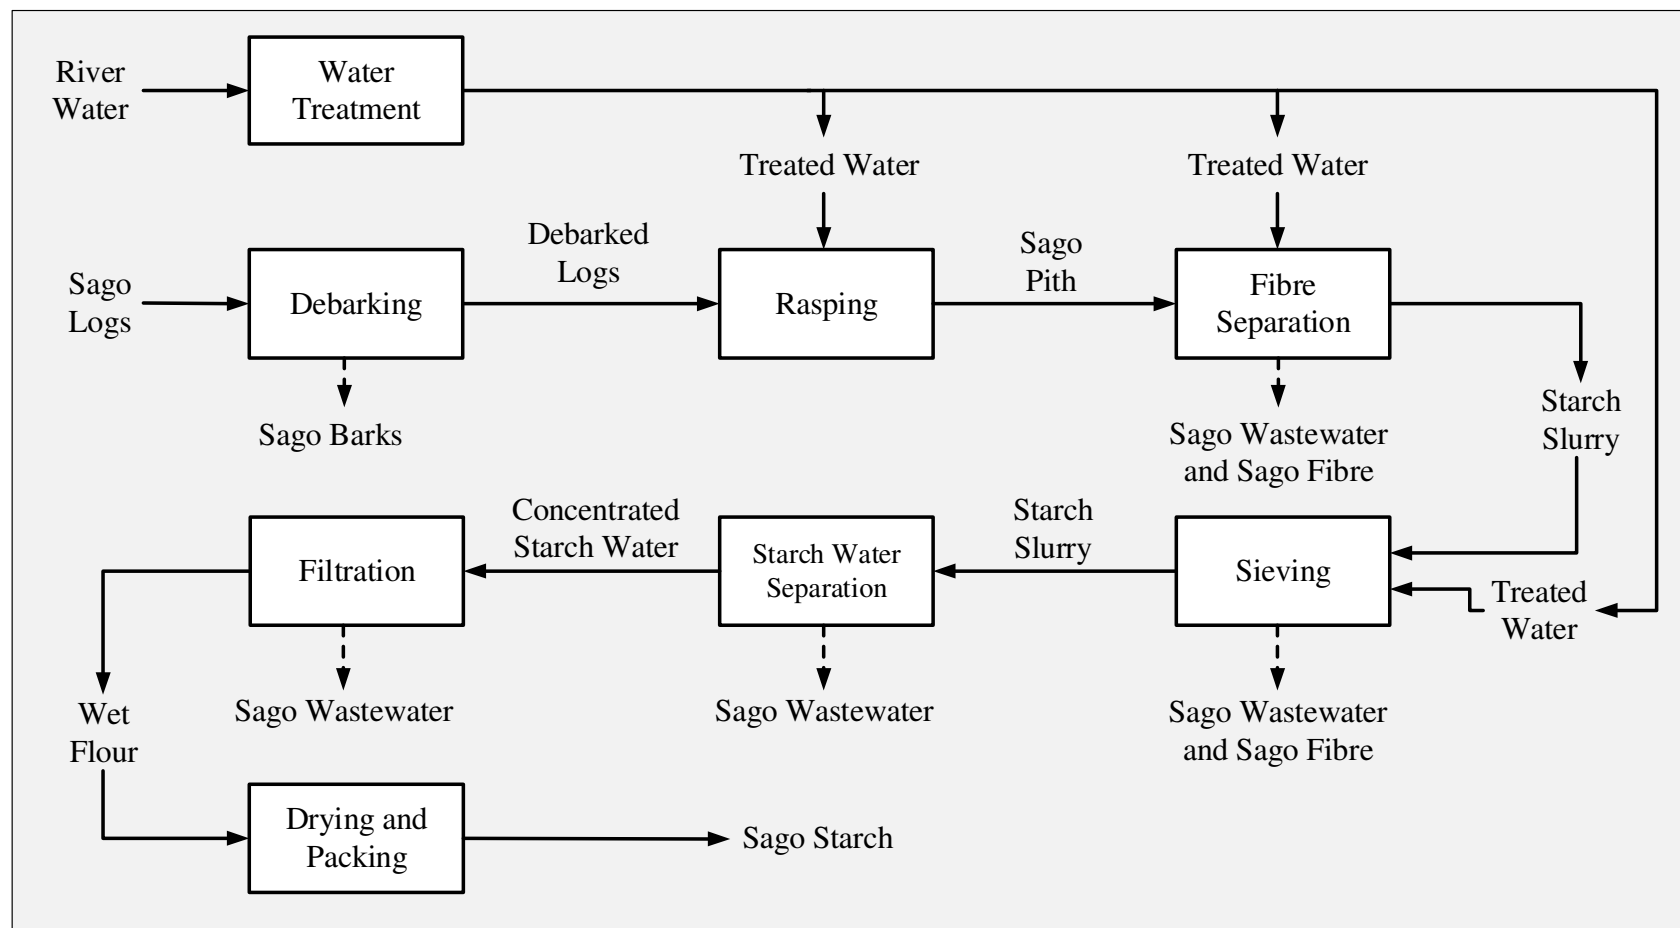 River
Water
Water
Treatment
Treated Water
Treated Water
Sago
Logs
Debarking
Debarked
Logs
Rasping
Sago
Pith
Fibre
Separation
Sago Barks
Sago Wastewater
and Sago Fibre
Starch
Slurry
Filtration
Concentrated
Starch Water
Starch Water
Separation
Starch
Slurry
Sieving
Treated
Water
Wet
Flour
Sago Wastewater
Sago Wastewater
Sago Wastewater
and Sago Fibre
Drying and
Packing
Sago Starch